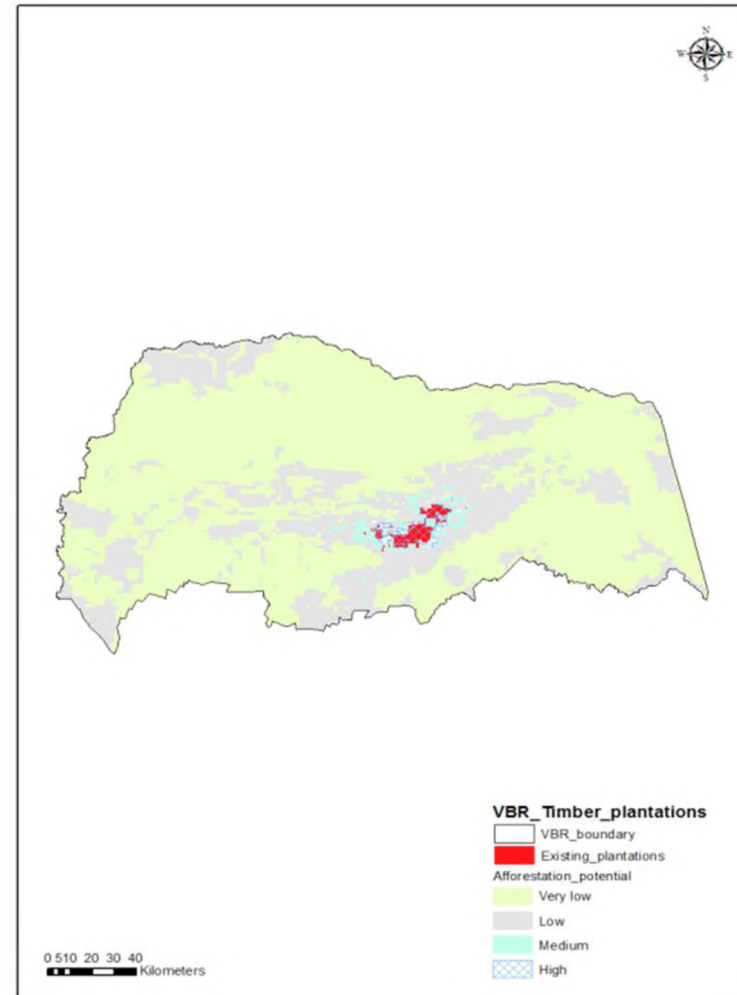 N
W E
S
VBR_Timber_plantations
VBR_boundary
Existing_plantations
Afforestation_potential
Very low
Low
Medium
High
0 510 20 30 40
Kilometers